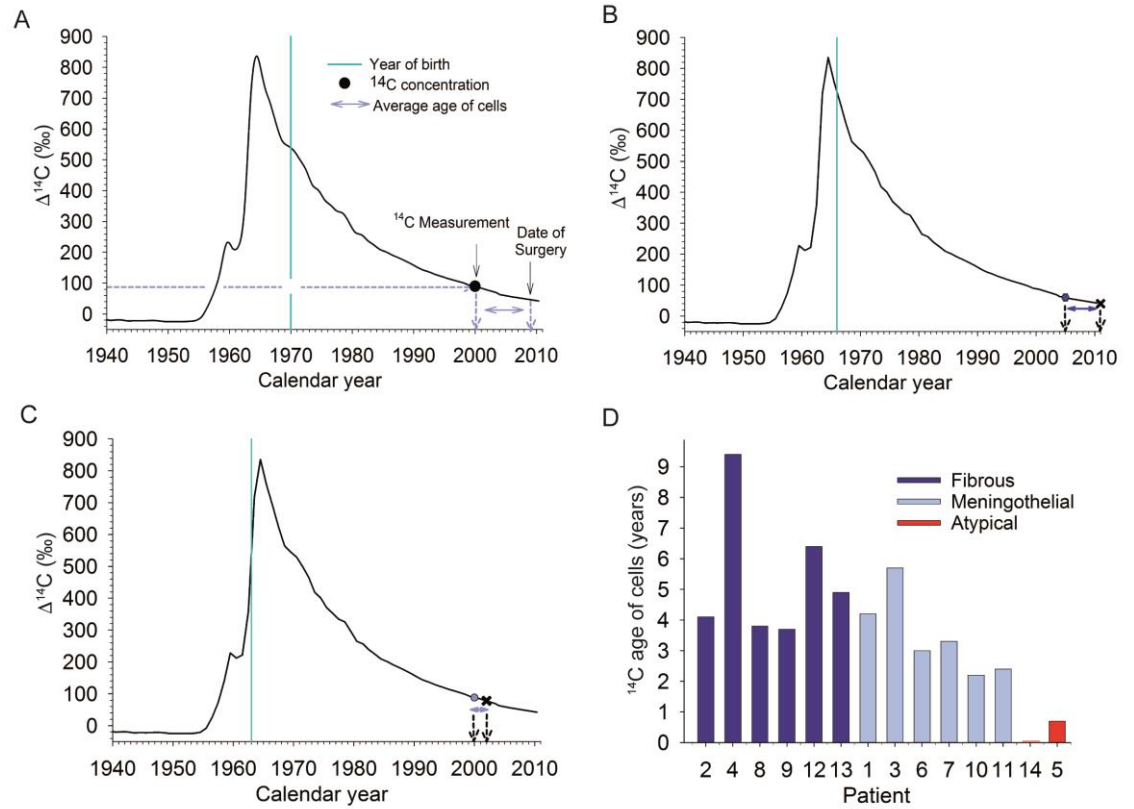 A
900
800
700
600
500
400
300
200
100
0
Δ¹⁴C (‰)
1940 1950 1960 1970 1980 1990 2000 2010
Calendar year
Year of birth
¹⁴C concentration
Average age of cells
¹⁴C Measurement
Date of
Surgery
B
900
800
700
600
500
400
300
200
100
0
Δ¹⁴C (‰)
1940 1950 1960 1970 1980 1990 2000 2010
Calendar year
C
900
800
700
600
500
400
300
200
100
0
Δ¹⁴C (‰)
1940 1950 1960 1970 1980 1990 2000 2010
Calendar year
D
9
8
7
6
5
4
3
2
1
0
¹⁴C age of cells (years)
Fibrous
Meningothelial
Atypical
2 4 8 9 12 13 1 3 6 7 10 11 14 5
Patient